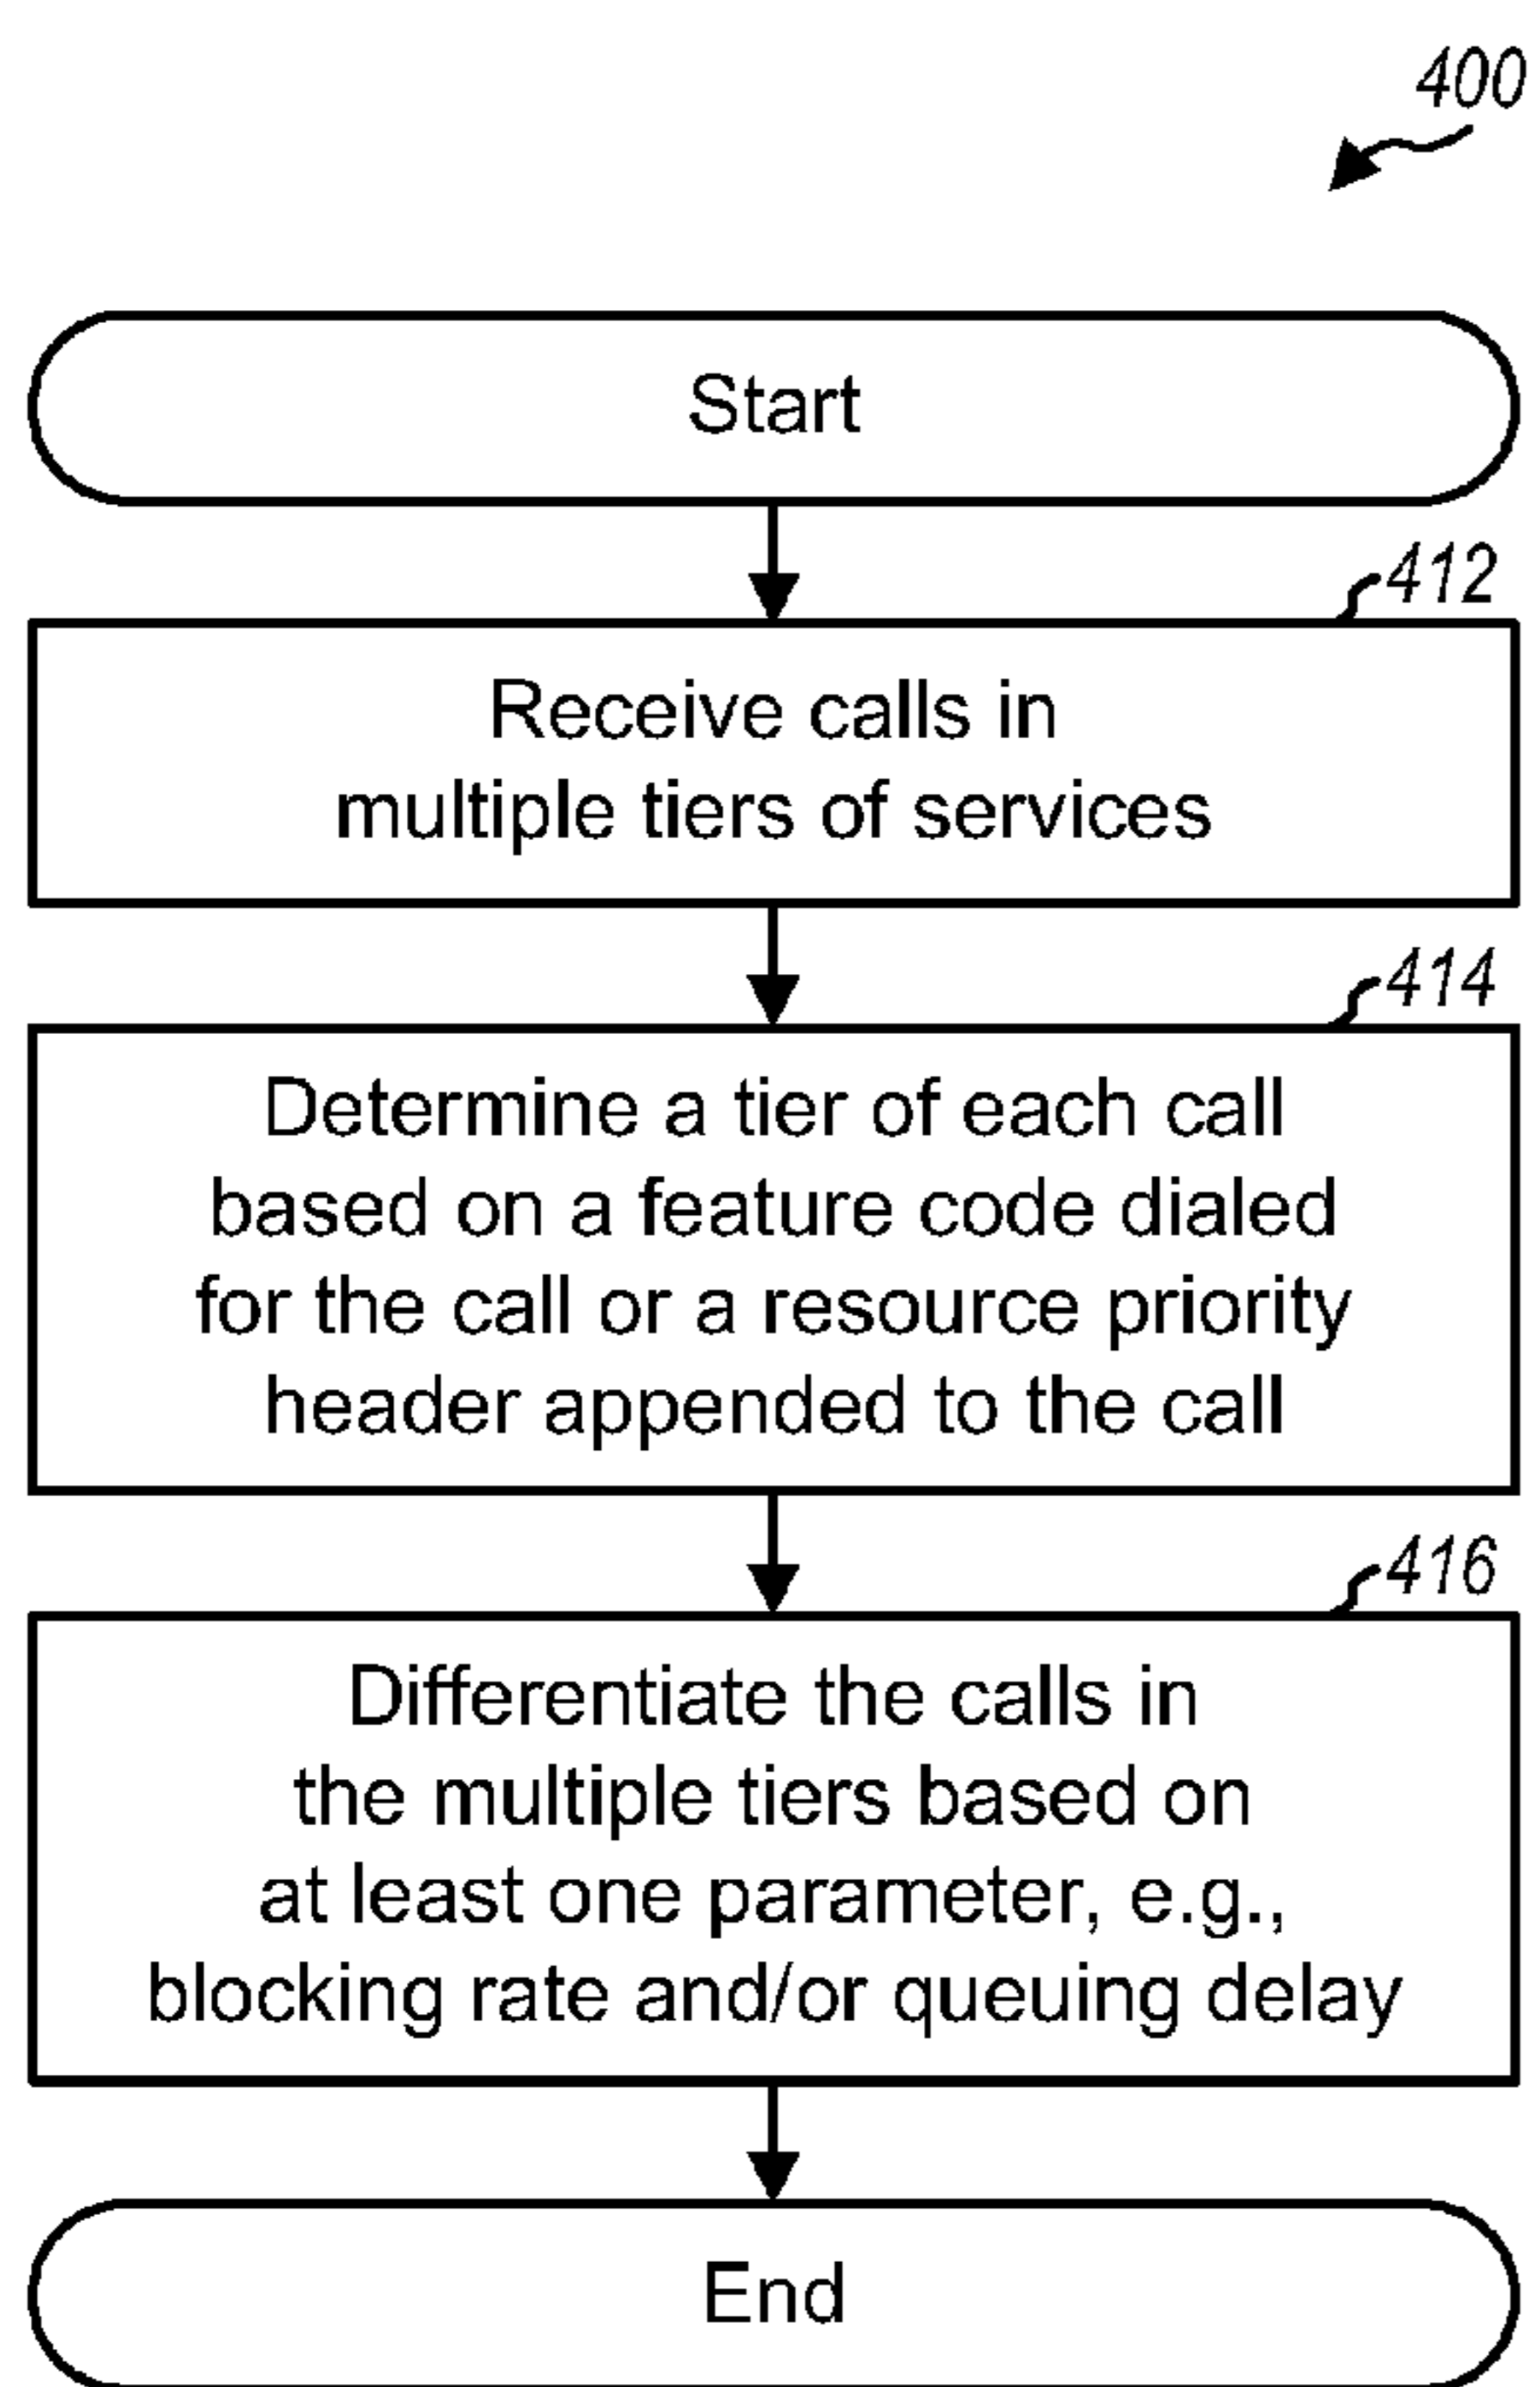 400
Start
412
Receive calls in
multiple tiers of services
414
Determine a tier of each call
based on a feature code dialed
for the call or a resource priority
header appended to the call
416
Differentiate the calls in
the multiple tiers based on
at least one parameter, e.g.,
blocking rate and/or queuing delay
End